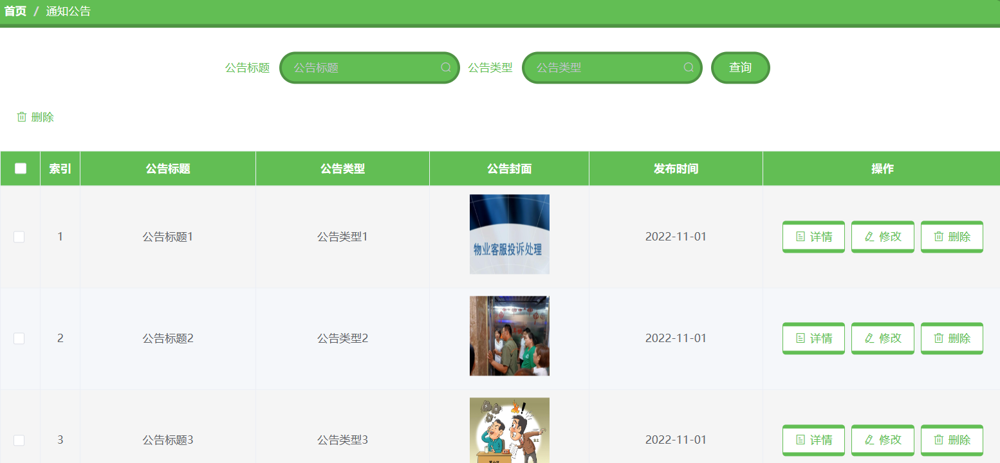 首页 / 通知公告
公告标题 公告标题 公告类型 公告类型 查询
删除
索引 公告标题 公告类型 公告封面 发布时间 操作
物业客服投诉处理
1 公告标题1 公告类型1 2022-11-01 详情 修改 删除
2 公告标题2 公告类型2 2022-11-01 详情 修改 删除
3 公告标题3 公告类型3 2022-11-01 详情 修改 删除
业主